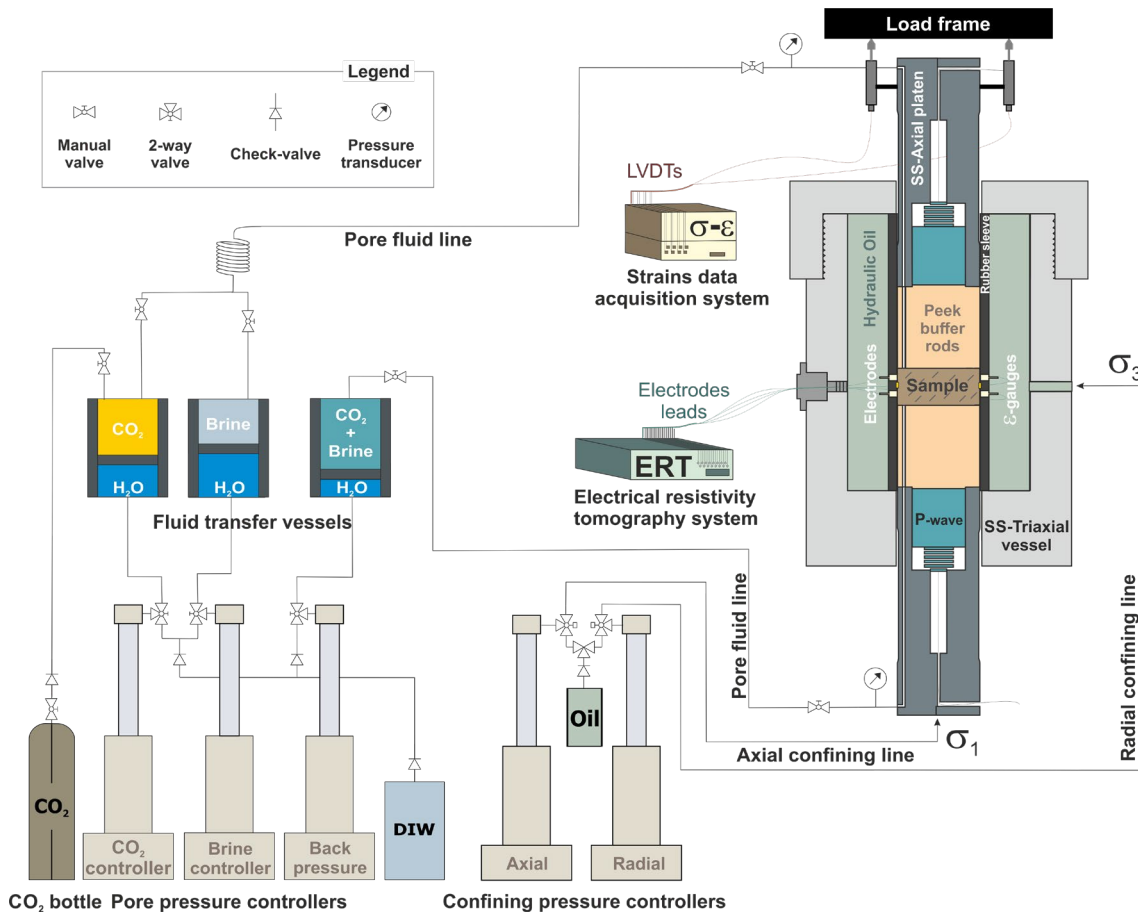 Load frame
Legend
Manual
valve
2-way
valve
Check-valve
Pressure
transducer
SS-Axial platen
LVDTs
σ-ε
Strains data
acquisition system
Pore fluid line
Hydraulic Oil
Rubber sleeve
Peek
buffer
rods
Electrodes
Sample
ε-gauges
σ3
Electrodes
leads
ERT
Electrical resistivity
tomography system
CO2
H2O
Brine
H2O
CO2
+
Brine
H2O
Fluid transfer vessels
P-wave
SS-Triaxial
vessel
Pore fluid line
Radial confining line
σ1
Axial confining line
Oil
CO2
DIW
CO2
controller
Brine
controller
Back
pressure
Axial
Radial
CO2 bottle
Pore pressure controllers
Confining pressure controllers